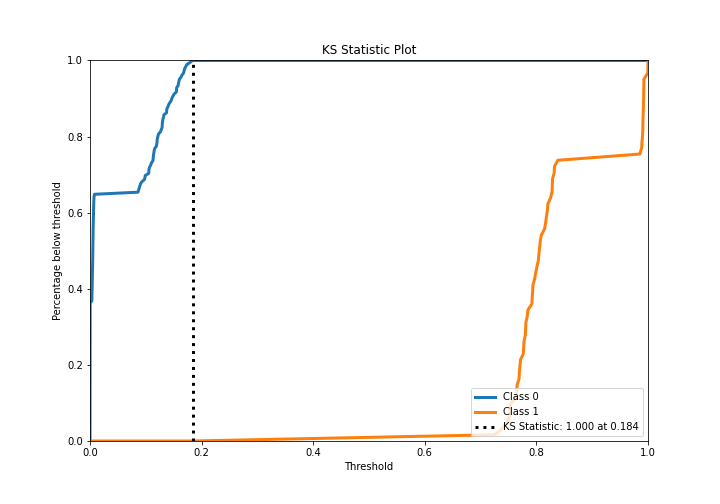 KS Statistic Plot
1.0
0.8
0.6
0.4
0.2
0.0
Percentage below threshold
0.0 0.2 0.4 0.6 0.8 1.0
Threshold
Class 0
Class 1
KS Statistic: 1.000 at 0.184